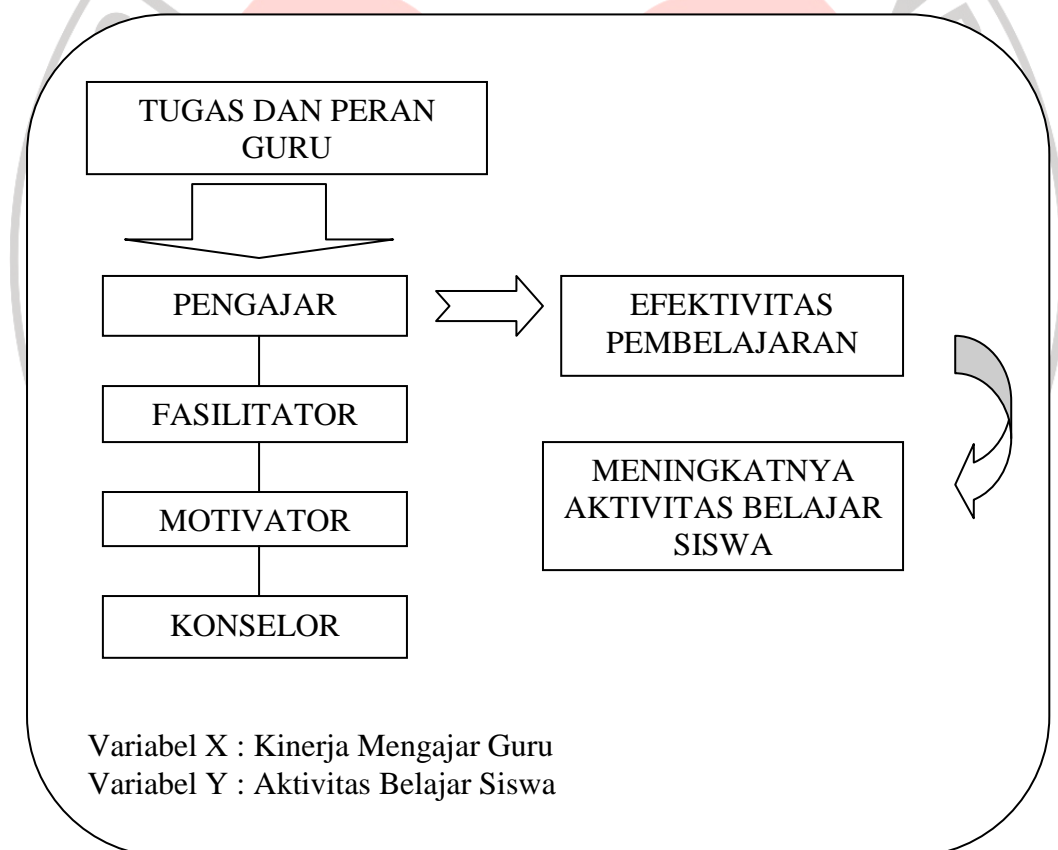 TUGAS DAN PERAN
GURU
PENGAJAR
EFEKTIVITAS
PEMBELAJARAN
FASILITATOR
MENINGKATNYA
AKTIVITAS BELAJAR
SISWA
MOTIVATOR
KONSELOR
Variabel X : Kinerja Mengajar Guru
Variabel Y : Aktivitas Belajar Siswa